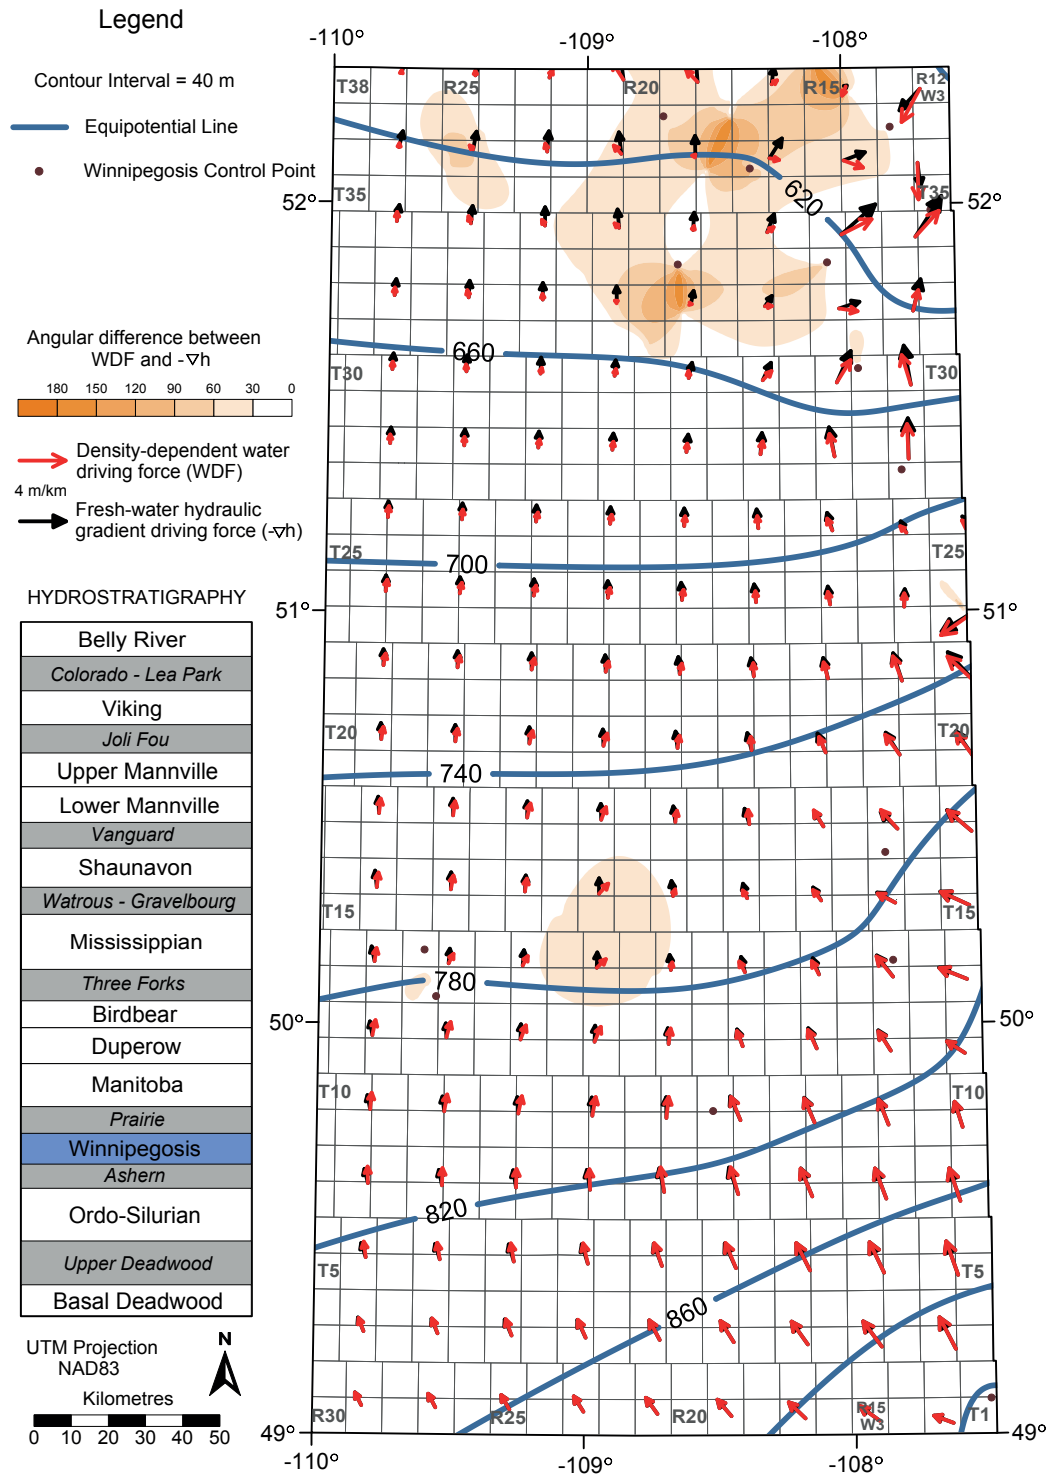 Legend
Contour Interval = 40 m
Equipotential Line
Winnipegosis Control Point
Angular difference between
WDF and -▽h
180 150 120 90 60 30 0
Density-dependent water
driving force (WDF)
4 m/km
Fresh-water hydraulic
gradient driving force (-▽h)
HYDROSTRATIGRAPHY
Belly River
Colorado - Lea Park
Viking
Joli Fou
Upper Mannville
Lower Mannville
Vanguard
Shaunavon
Watrous - Gravelbourg
Mississippian
Three Forks
Birdbear
Duperow
Manitoba
Prairie
Winnipegosis
Ashern
Ordo-Silurian
Upper Deadwood
Basal Deadwood
UTM Projection
NAD83
N
Kilometres
0 10 20 30 40 50
-110° -109° -108°
T38 R25 R20 R15 R12
W3
T35 T35
52° 52°
620
660
T30 T30
T25 T25
700
51° 51°
T20 T20
740
T15 T15
780
50° 50°
T10 T10
820
T5 T5
860
R30 R25 R20 R15
W3
T1
49° 49°
-110° -109° -108°